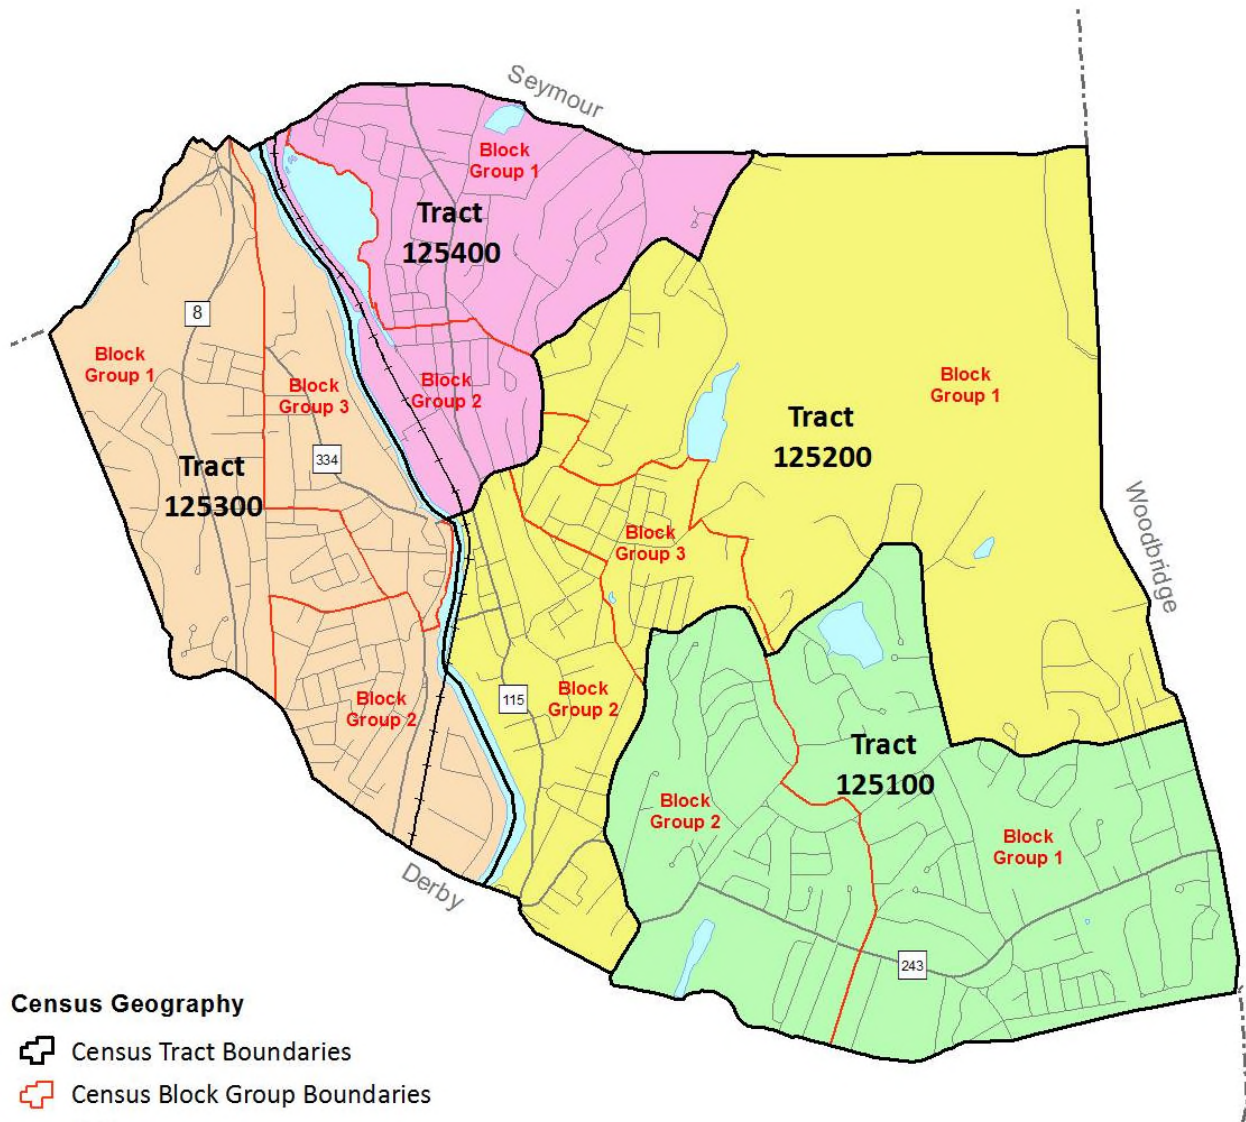 Seymour
Block
Group 1
Tract
125400
8
Block
Group 1
Block
Group 3
Block
Group 2
Block
Group 1
Tract
125200
334
Tract
125300
Woodbridge
Block
Group 3
Block
Group 2
115
Block
Group 2
Tract
125100
Block
Group 2
Block
Group 1
Derby
243
Census Geography
Census Tract Boundaries
Census Block Group Boundaries